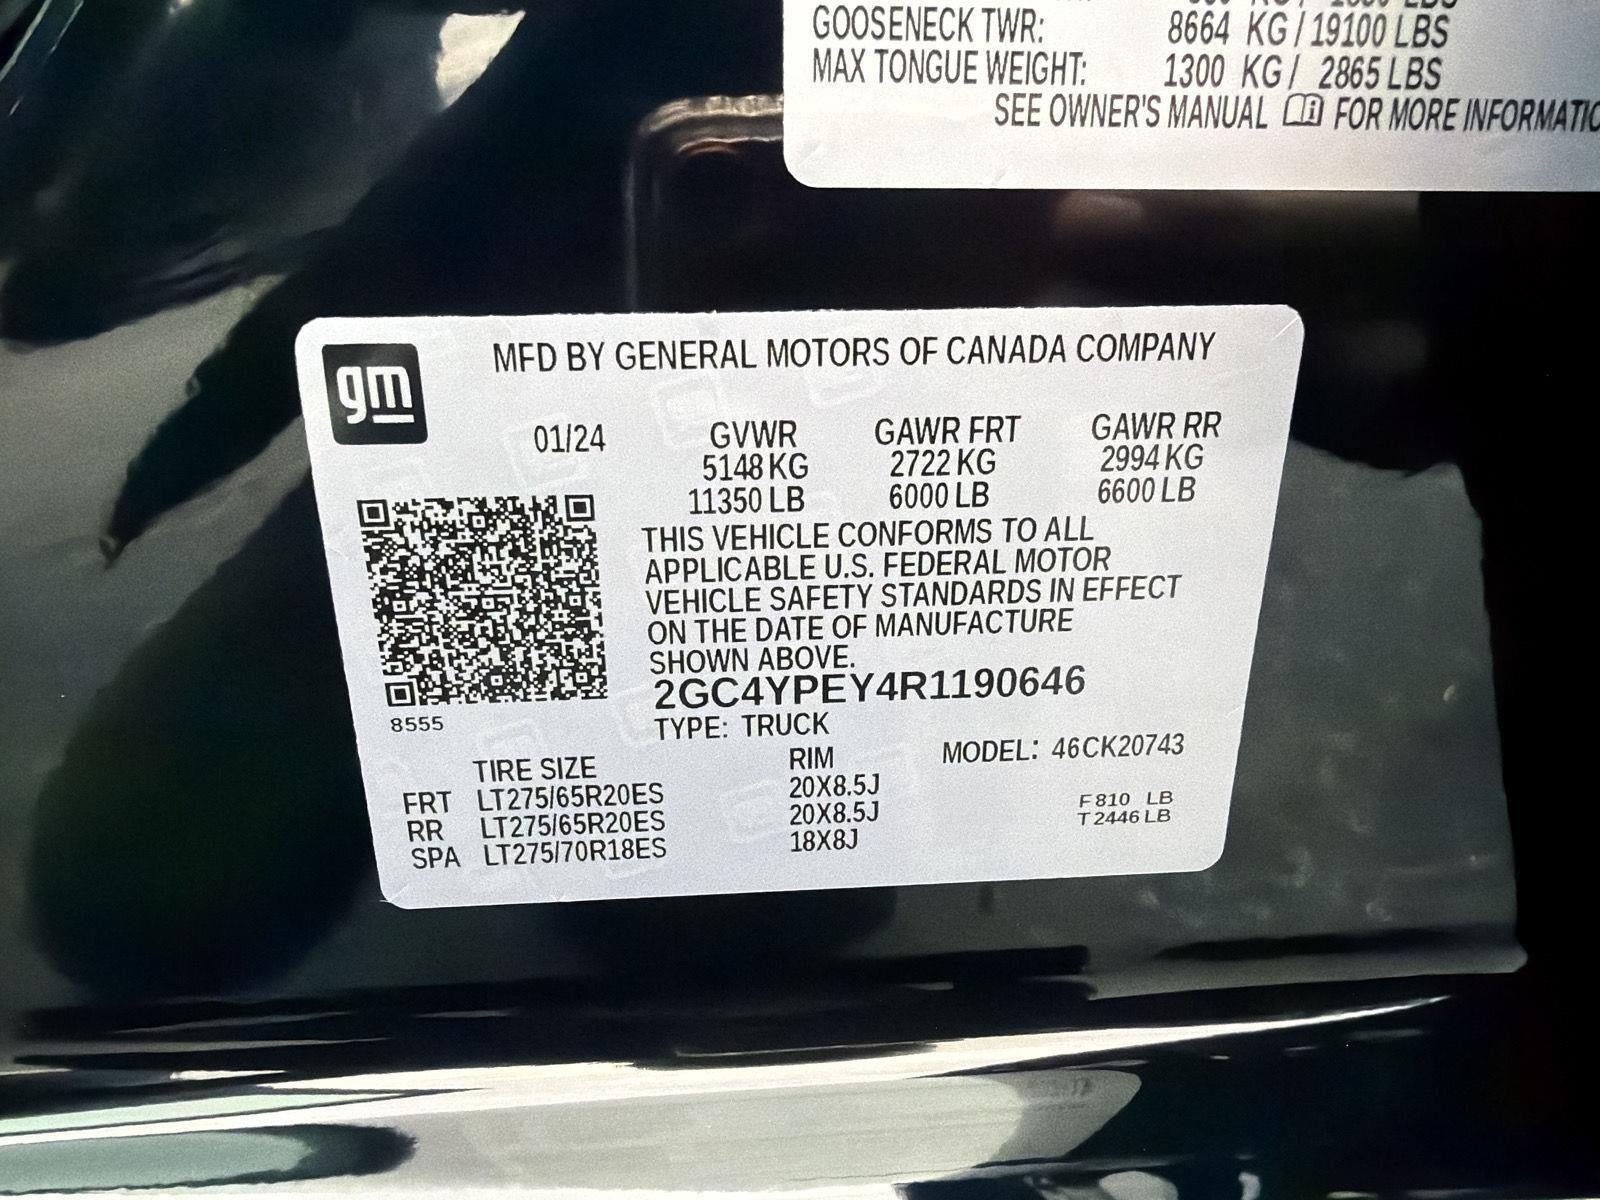 GOOSENECK TWR: 8664 KG / 19100 LBS
MAX TONGUE WEIGHT: 1300 KG / 2865 LBS
SEE OWNER'S MANUAL FOR MORE
gm
MFD BY GENERAL MOTORS OF CANADA COMPANY
01/24 GVWR GAWR FRT GAWR RR
5148 KG 2722 KG 2994 KG
11350 LB 6000 LB 6600 LB
THIS VEHICLE CONFORMS TO ALL
APPLICABLE U.S. FEDERAL MOTOR
VEHICLE SAFETY STANDARDS IN EFFECT
ON THE DATE OF MANUFACTURE
SHOWN ABOVE.
2GC4YPEY4R1190646
8555
TYPE: TRUCK
MODEL: 46CK20743
TIRE SIZE RIM
FRT LT275/65R20ES 20X8.5J
RR LT275/65R20ES 20X8.5J
SPA LT275/70R18ES 18X8J
F 810 LB
T 2446 LB